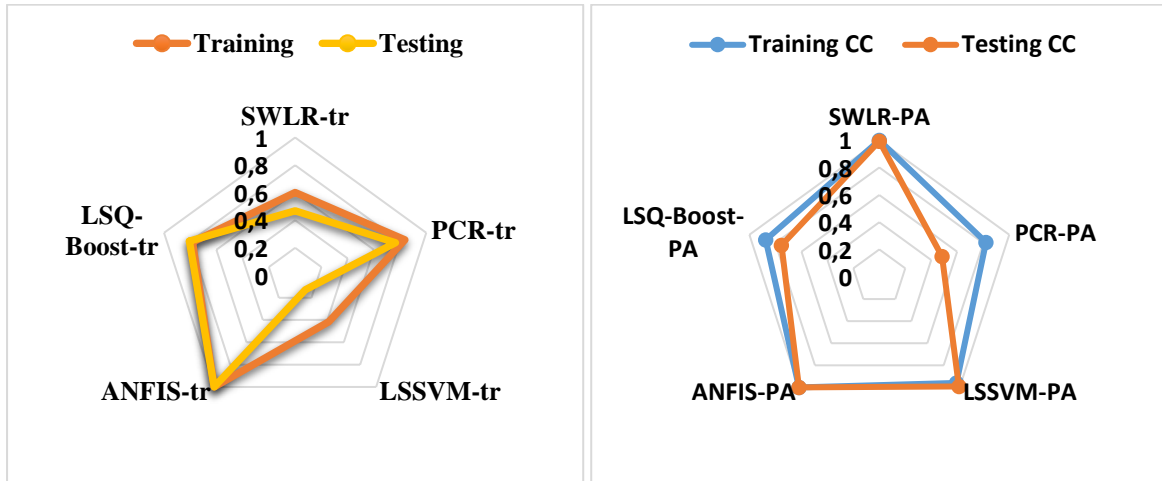 Training Testing
SWLR-tr
1
0,8
0,6
0,4
0,2
0
PCR-tr
LSSVM-tr
ANFIS-tr
LSQ-
Boost-tr
Training CC Testing CC
SWLR-PA
1
0,8
0,6
0,4
0,2
0
PCR-PA
LSSVM-PA
ANFIS-PA
LSQ-Boost-
PA